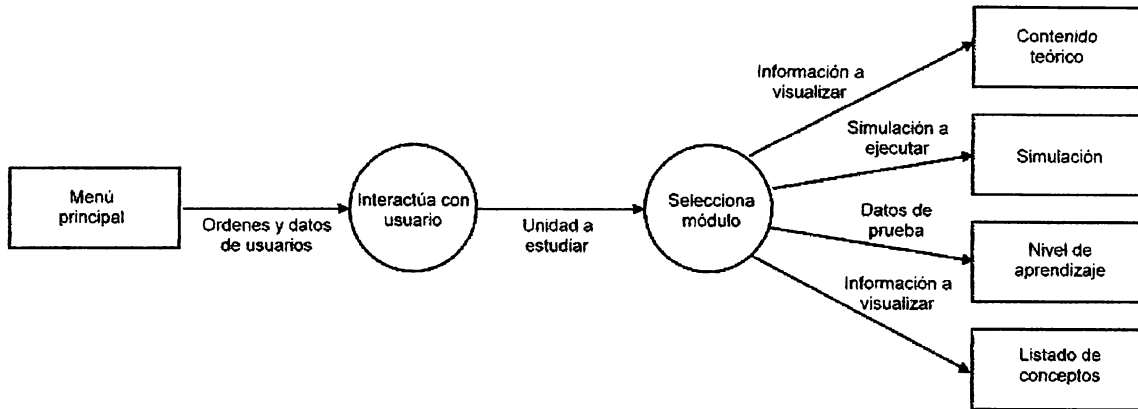 Menú
principal
Ordenes y datos
de usuarios
Interactúa con
usuario
Unidad a
estudiar
Selecciona
módulo
Información a
visualizar
Contenido
teórico
Simulación a
ejecutar
Simulación
Datos de
prueba
Nivel de
aprendizaje
Información a
visualizar
Listado de
conceptos